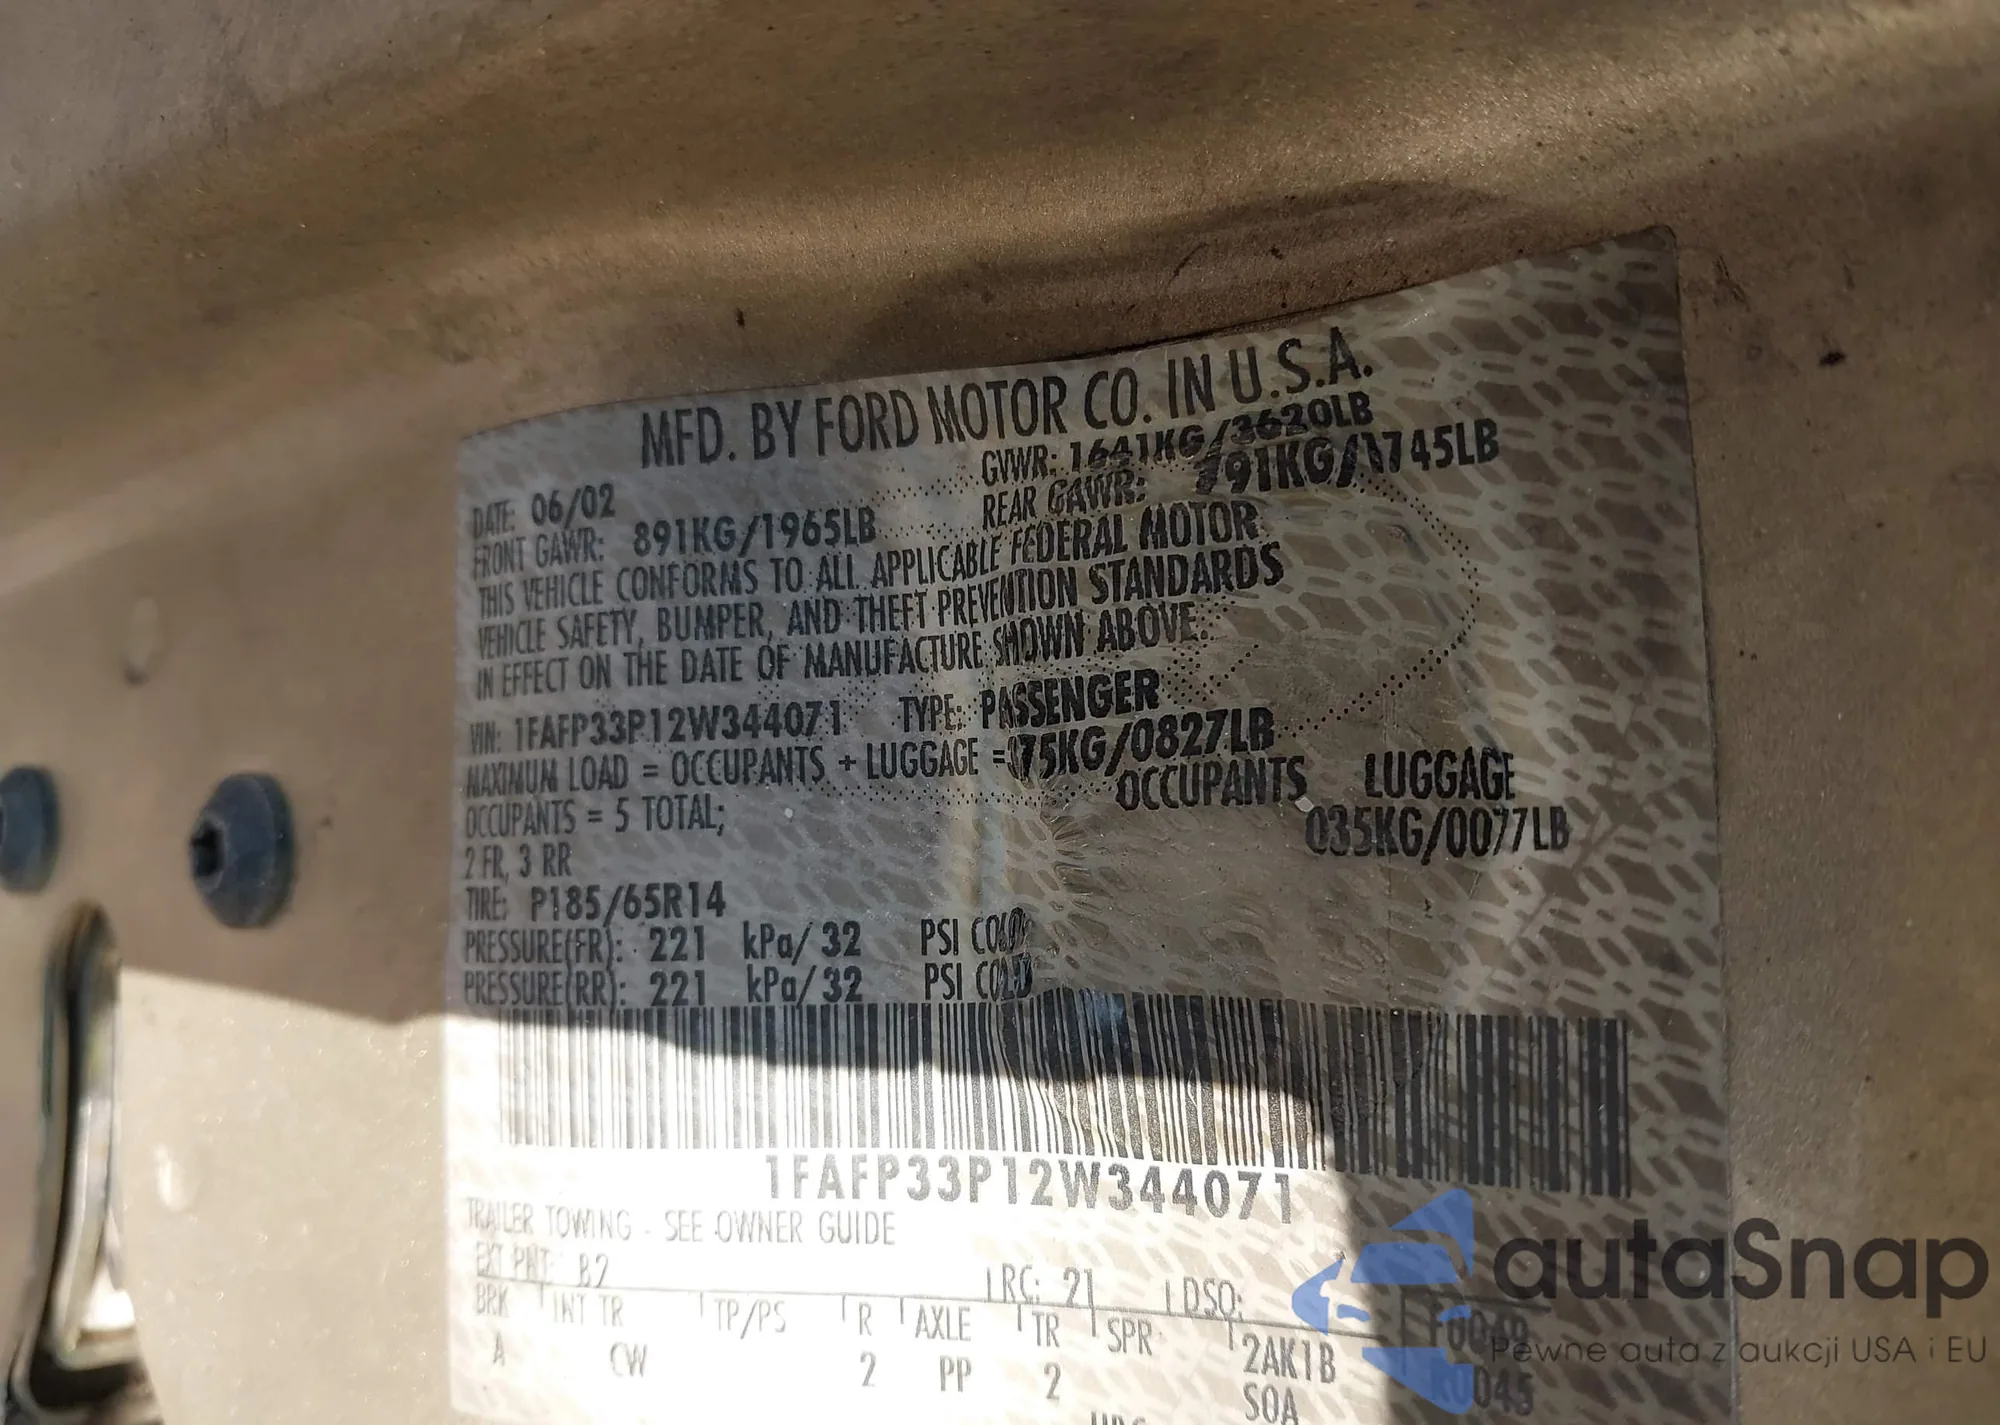 MFD. BY FORD MOTOR CO. IN U.S.A.
DATE: 06/02 GVWR: 1641KG/3620LB
FRONT GAWR: 891KG/1965LB REAR GAWR: 791KG/1745LB
THIS VEHICLE CONFORMS TO ALL APPLICABLE FEDERAL MOTOR
VEHICLE SAFETY, BUMPER, AND THEFT PREVENTION STANDARDS
IN EFFECT ON THE DATE OF MANUFACTURE SHOWN ABOVE.
VIN: 1FAFP33P12W344071 TYPE: PASSENGER
MAXIMUM LOAD = OCCUPANTS + LUGGAGE = 375KG/0827LB
OCCUPANTS = 5 TOTAL; OCCUPANTS LUGGAGE
2 FR, 3 RR 035KG/0077LB
TIRE: P185/65R14
PRESSURE(FR): 221 kPa/ 32 PSI COLD
PRESSURE(RR): 221 kPa/ 32 PSI COLD
1FAFP33P12W344071
TRAILER TOWING - SEE OWNER GUIDE
EXT PNT: B2 RC: 21 DSO:
BRK INT TR TP/PS R AXLE TR SPR
A CW 2 PP 2 2AK1B
SOA
autaSnap
Pewne auta z aukcji USA i EU